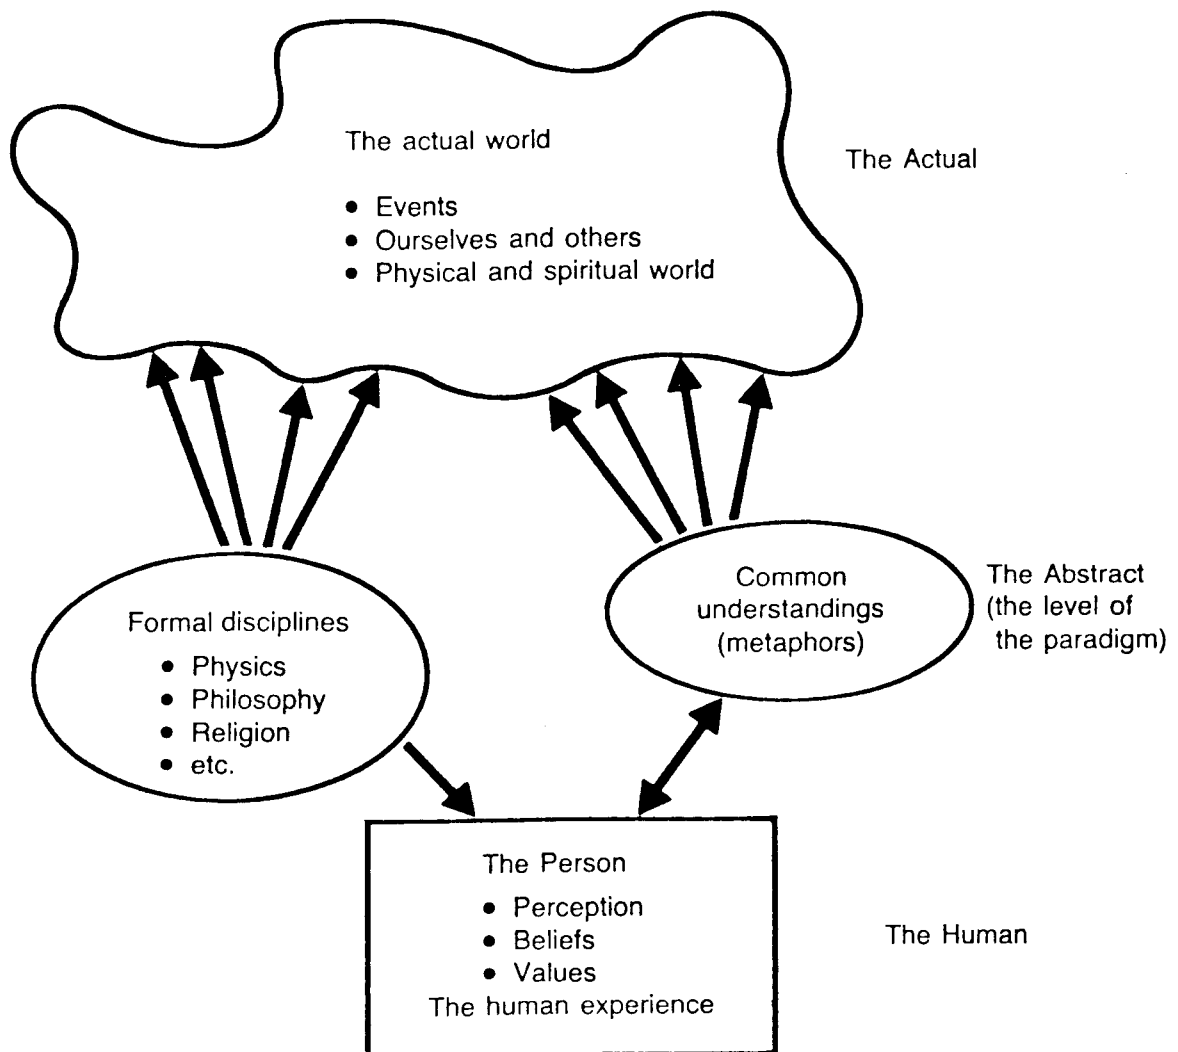 The actual world
The Actual
• Events
• Ourselves and others
• Physical and spiritual world
Formal disciplines
• Physics
• Philosophy
• Religion
• etc.
Common
understandings
(metaphors)
The Abstract
(the level of
the paradigm)
The Person
• Perception
• Beliefs
• Values
The human experience
The Human